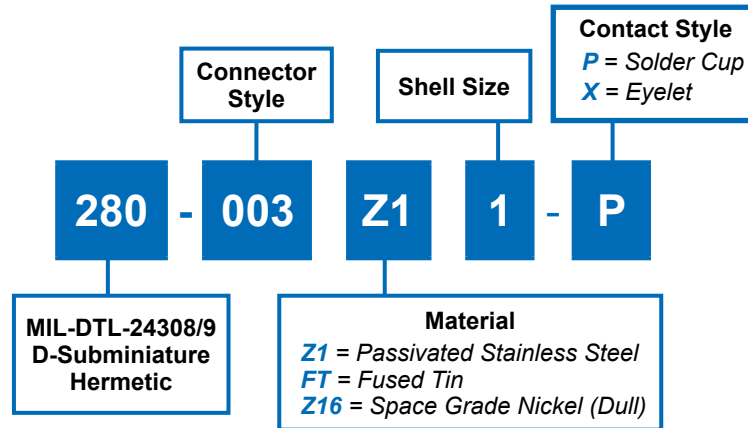 Contact Style
P = Solder Cup
X = Eyelet
Connector
Style
Shell Size
280 - 003 Z1 1 - P
MIL-DTL-24308/9
D-Subminiature
Hermetic
Material
Z1 = Passivated Stainless Steel
FT = Fused Tin
Z16 = Space Grade Nickel (Dull)